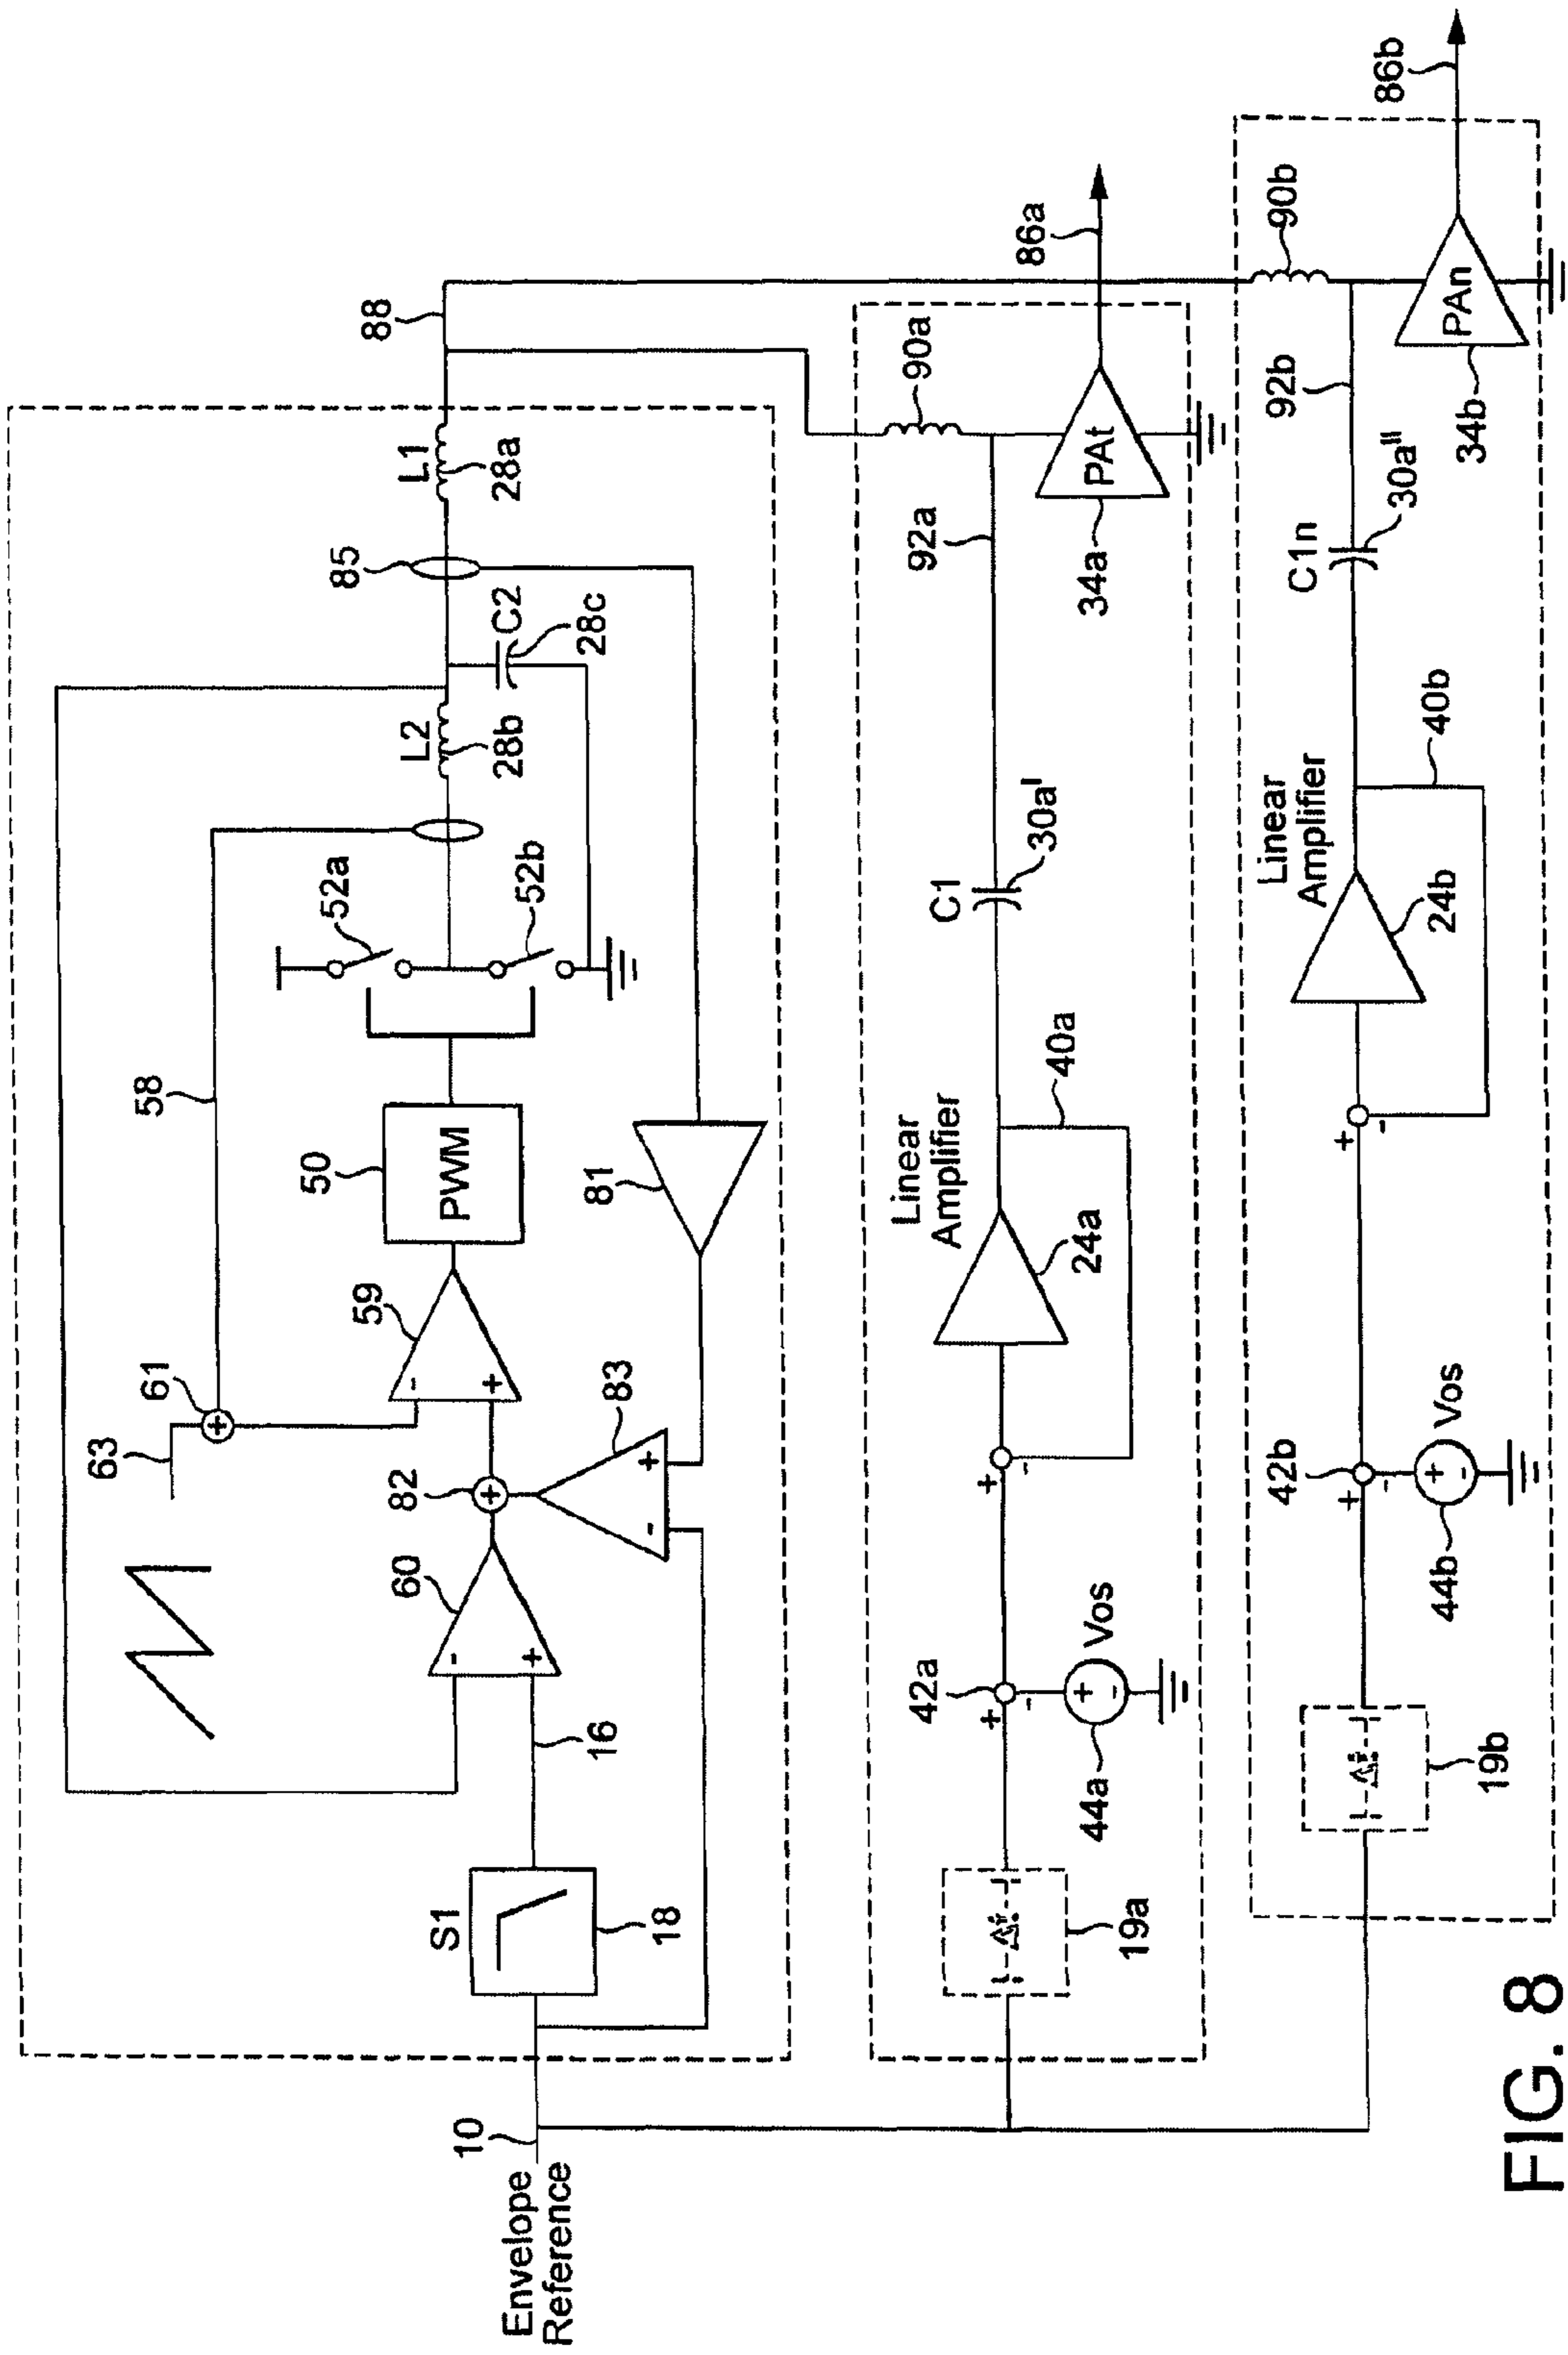 88
86b
63
61
58
L1
28a
85
C2
28c
L2
28b
52a
52b
PWM
50
81
59
-
+
82
83
-
+
60
-
+
16
S1
18
10
Envelope
Reference
86a
90a
92a
PAt
34a
C1
30a'
40a
Linear
Amplifier
24a
+
-
42a
+
-
+
-
Vos
44a
Δτ
19a
90b
92b
PAn
34b
C1n
30a"
40b
Linear
Amplifier
24b
+
-
42b
+
-
+
-
Vos
44b
Δτ
19b
FIG. 8